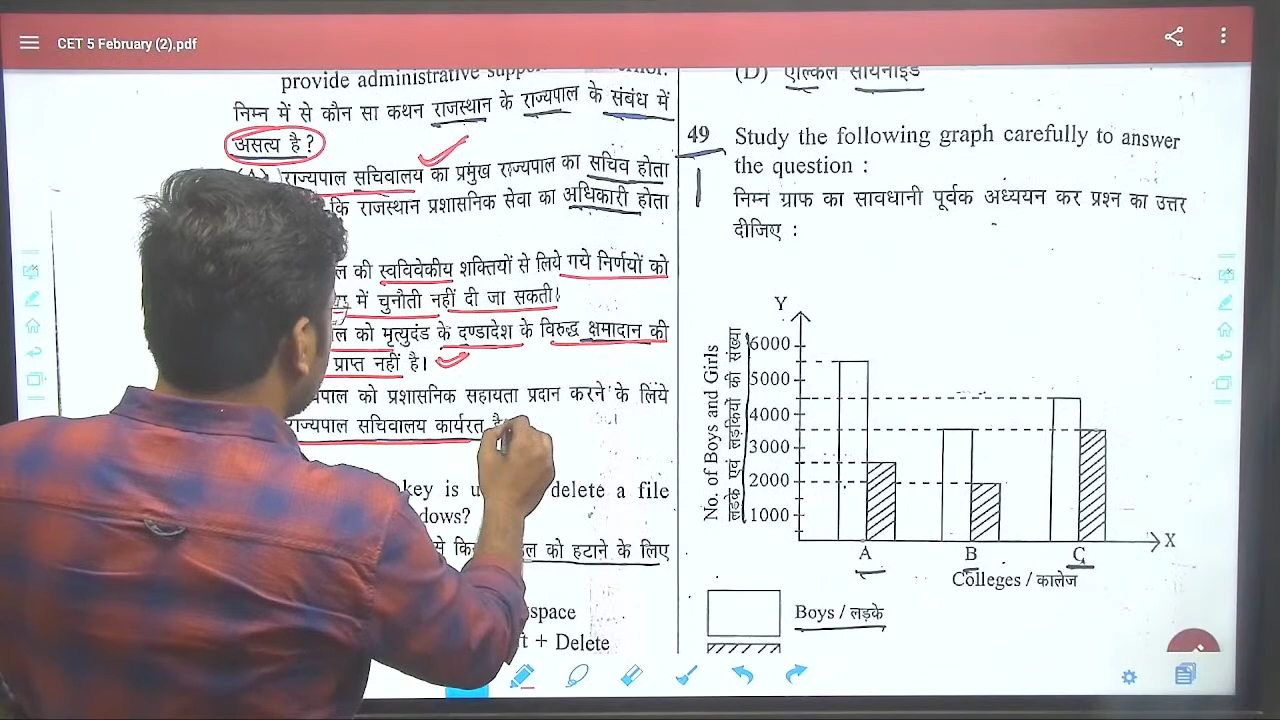 CET 5 February (2).pdf
provide administrative
निम्न में से कौन सा कथन राजस्थान के राज्यपाल के संबंध में
असत्य है ?
राज्यपाल सचिवालय का प्रमुख राज्यपाल का सचिव होता
कि राजस्थान प्रशासनिक सेवा का अधिकारी होता
की स्वविवेकीय शक्तियों से लिये गये निर्णयों को
में चुनौती नहीं दी जा सकती।
को मृत्युदंड के दण्डादेश के विरुद्ध क्षमादान की
प्राप्त नहीं है।
को प्रशासनिक सहायता प्रदान करने के लिये
राज्यपाल सचिवालय कार्यरत
key is delete a file
को हटाने के लिए
+ Delete
(D) एल्किल सायनाइड
49 Study the following graph carefully to answer
the question :
निम्न ग्राफ का सावधानी पूर्वक अध्ययन कर प्रश्न का उत्तर
दीजिए :
Y
No. of Boys and Girls
लड़के एवं लड़कियों की संख्या
6000
5000
4000
3000
2000
1000
A B C
X
Colleges / कालेज
Boys / लड़के